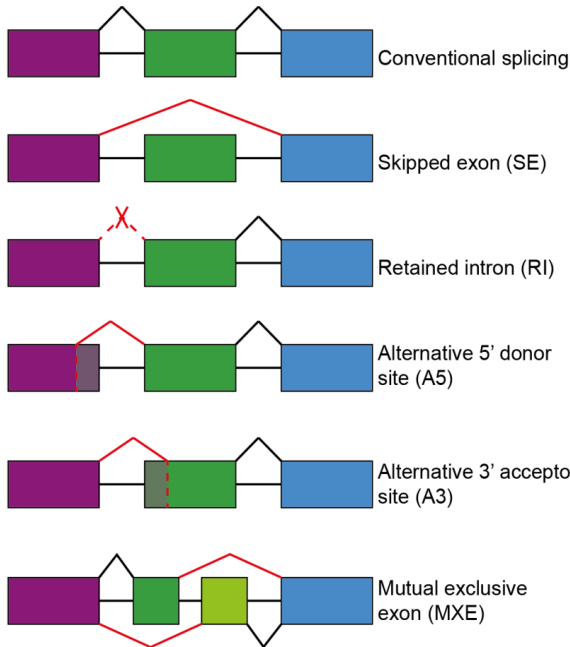 Conventional splicing
Skipped exon (SE)
Retained intron (RI)
Alternative 5' donor
site (A5)
Alternative 3' accepto
site (A3)
Mutual exclusive
exon (MXE)